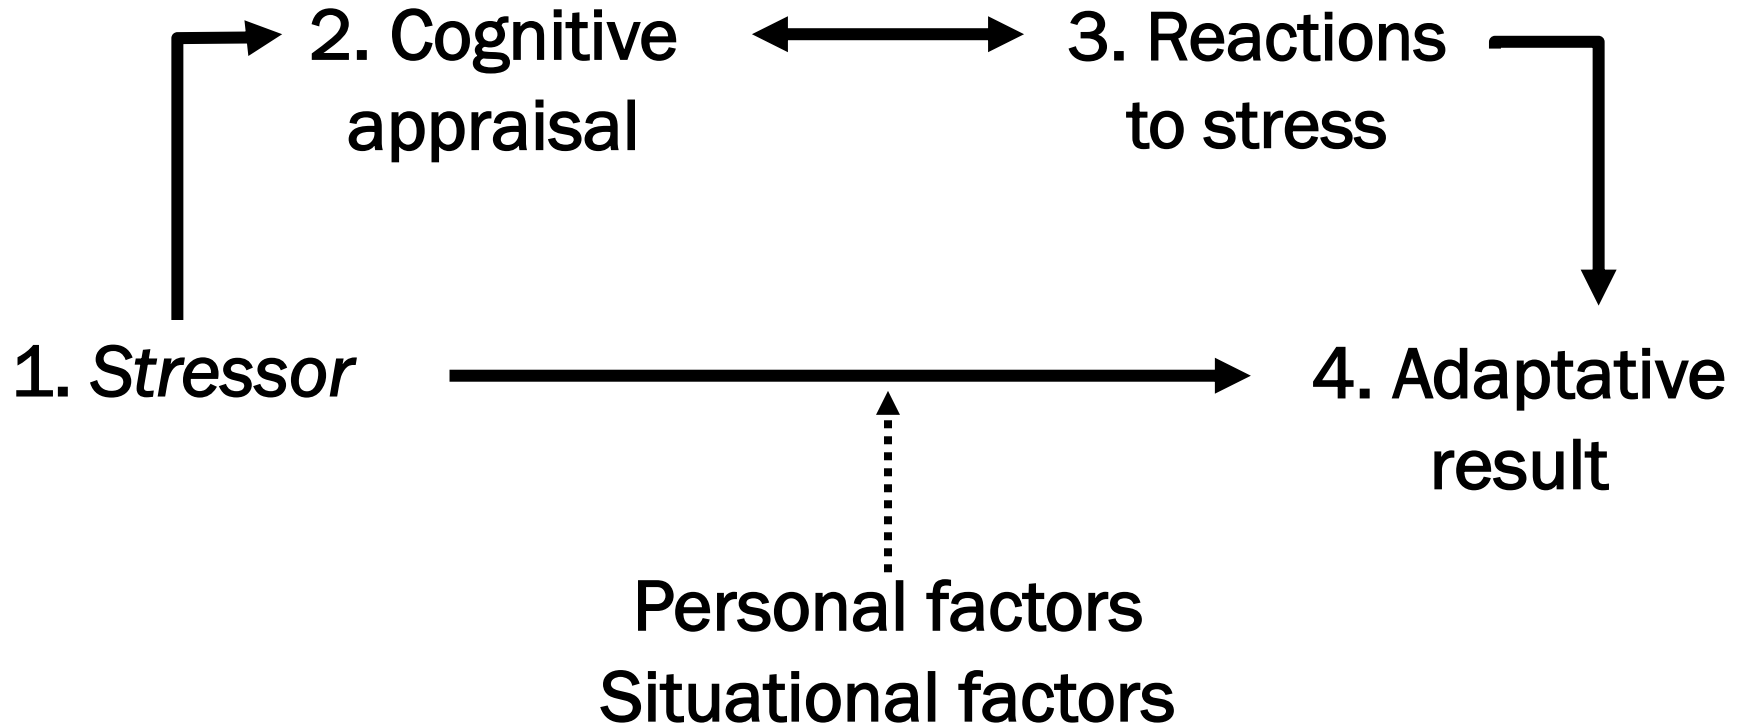 2. Cognitive
appraisal
3. Reactions
to stress
1. Stressor
4. Adaptative
result
Personal factors
Situational factors